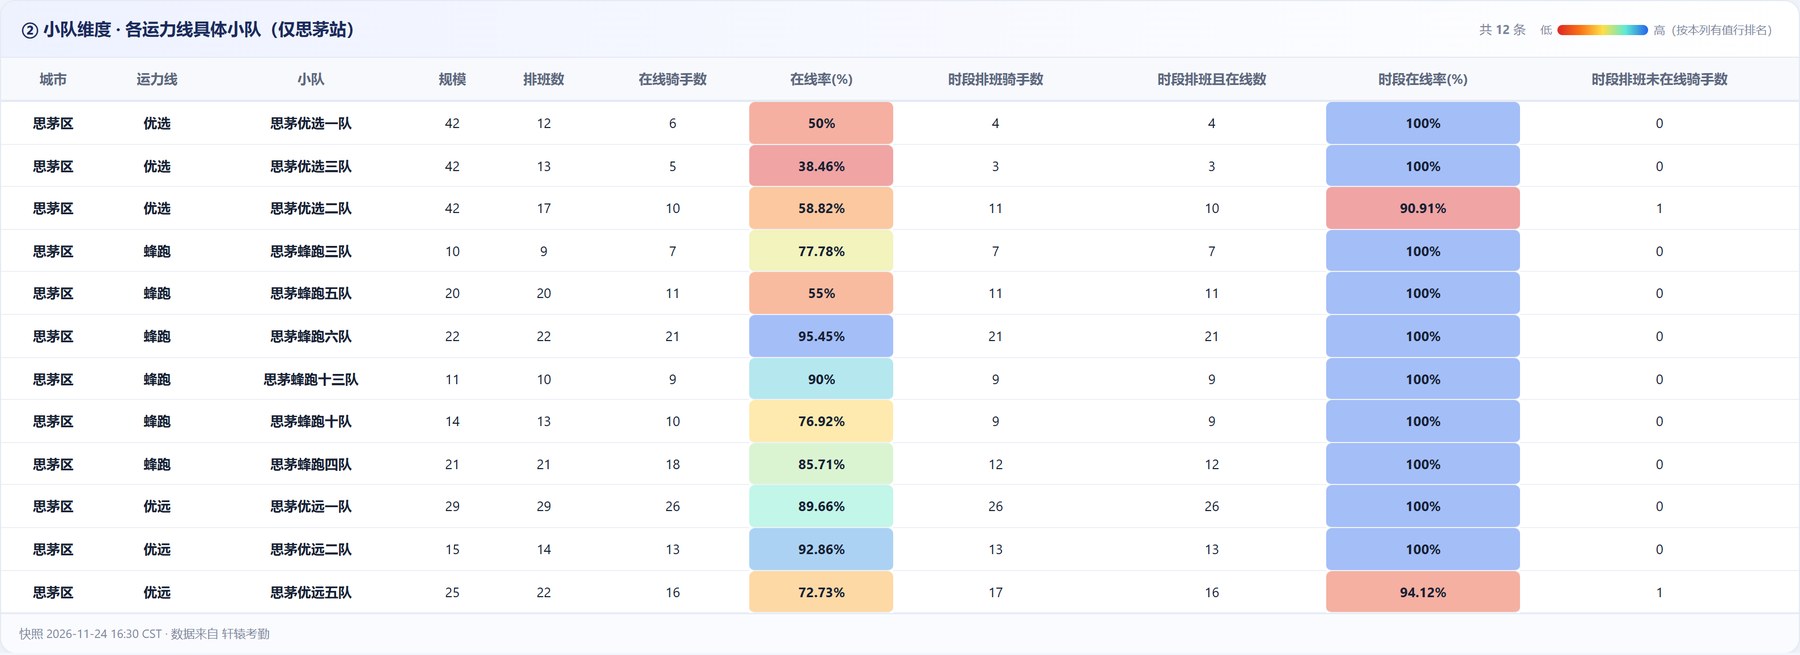 ② 小队维度 · 各运力线具体小队（仅思茅站）
共 12 条 低 高 (按本列有值行排名)
城市 运力线 小队 规模 排班数 在线骑手数 在线率(%) 时段排班骑手数 时段排班且在线数 时段在线率(%) 时段排班未在线骑手数
思茅区 优选 思茅优选一队 42 12 6 50% 4 4 100% 0
思茅区 优选 思茅优选三队 42 13 5 38.46% 3 3 100% 0
思茅区 优选 思茅优选二队 42 17 10 58.82% 11 10 90.91% 1
思茅区 蜂跑 思茅蜂跑三队 10 9 7 77.78% 7 7 100% 0
思茅区 蜂跑 思茅蜂跑五队 20 20 11 55% 11 11 100% 0
思茅区 蜂跑 思茅蜂跑六队 22 22 21 95.45% 21 21 100% 0
思茅区 蜂跑 思茅蜂跑十三队 11 10 9 90% 9 9 100% 0
思茅区 蜂跑 思茅蜂跑十队 14 13 10 76.92% 9 9 100% 0
思茅区 蜂跑 思茅蜂跑四队 21 21 18 85.71% 12 12 100% 0
思茅区 优远 思茅优远一队 29 29 26 89.66% 26 26 100% 0
思茅区 优远 思茅优远二队 15 14 13 92.86% 13 13 100% 0
思茅区 优远 思茅优远五队 25 22 16 72.73% 17 16 94.12% 1
快照 2026-11-24 16:30 CST · 数据来自 轩辕考勤